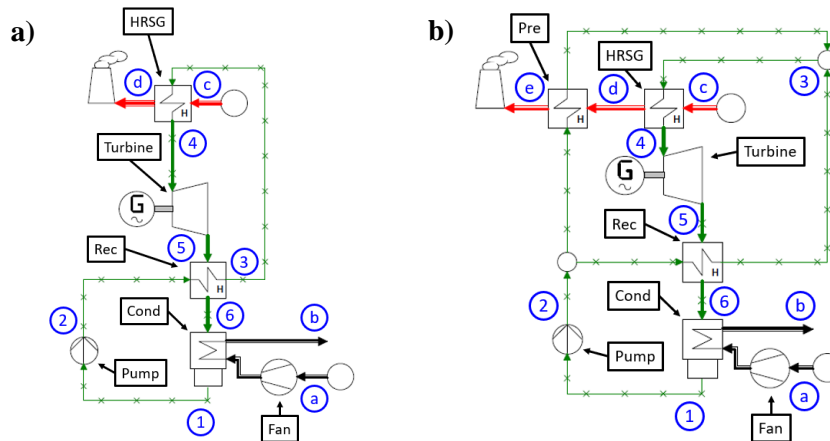 a)
HRSG
d
c
H
4
Turbine
G
5
Rec
3
H
2
Cond
6
b
Pump
a
1
Fan
b)
Pre
HRSG
3
e
d
c
H
H
4
Turbine
G
5
Rec
H
2
Cond
6
b
Pump
a
1
Fan